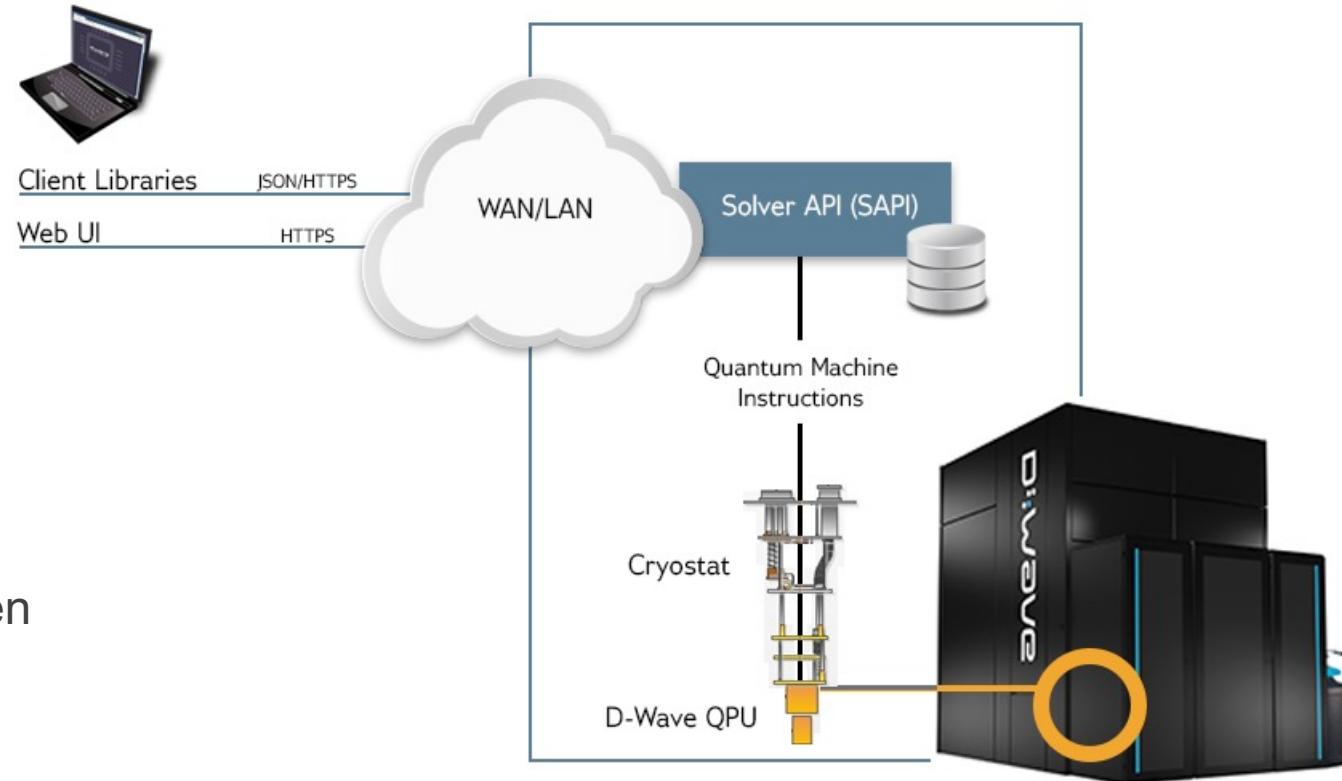 Client Libraries JSON/HTTPS
Web UI HTTPS
WAN/LAN
Solver API (SAPI)
Quantum Machine
Instructions
Cryostat
D-Wave QPU
D:wave
en